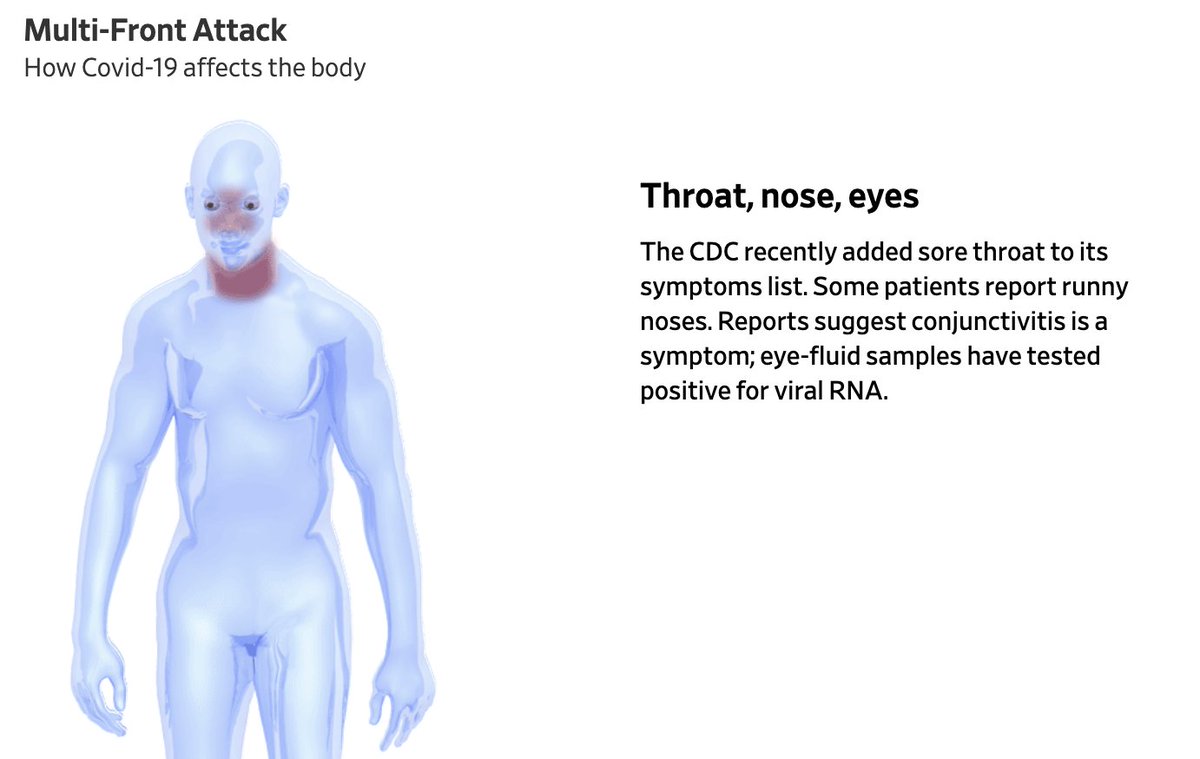 Multi-Front Attack
How Covid-19 affects the body
Throat, nose, eyes
The CDC recently added sore throat to its
symptoms list. Some patients report runny
noses. Reports suggest conjunctivitis is a
symptom; eye-fluid samples have tested
positive for viral RNA.